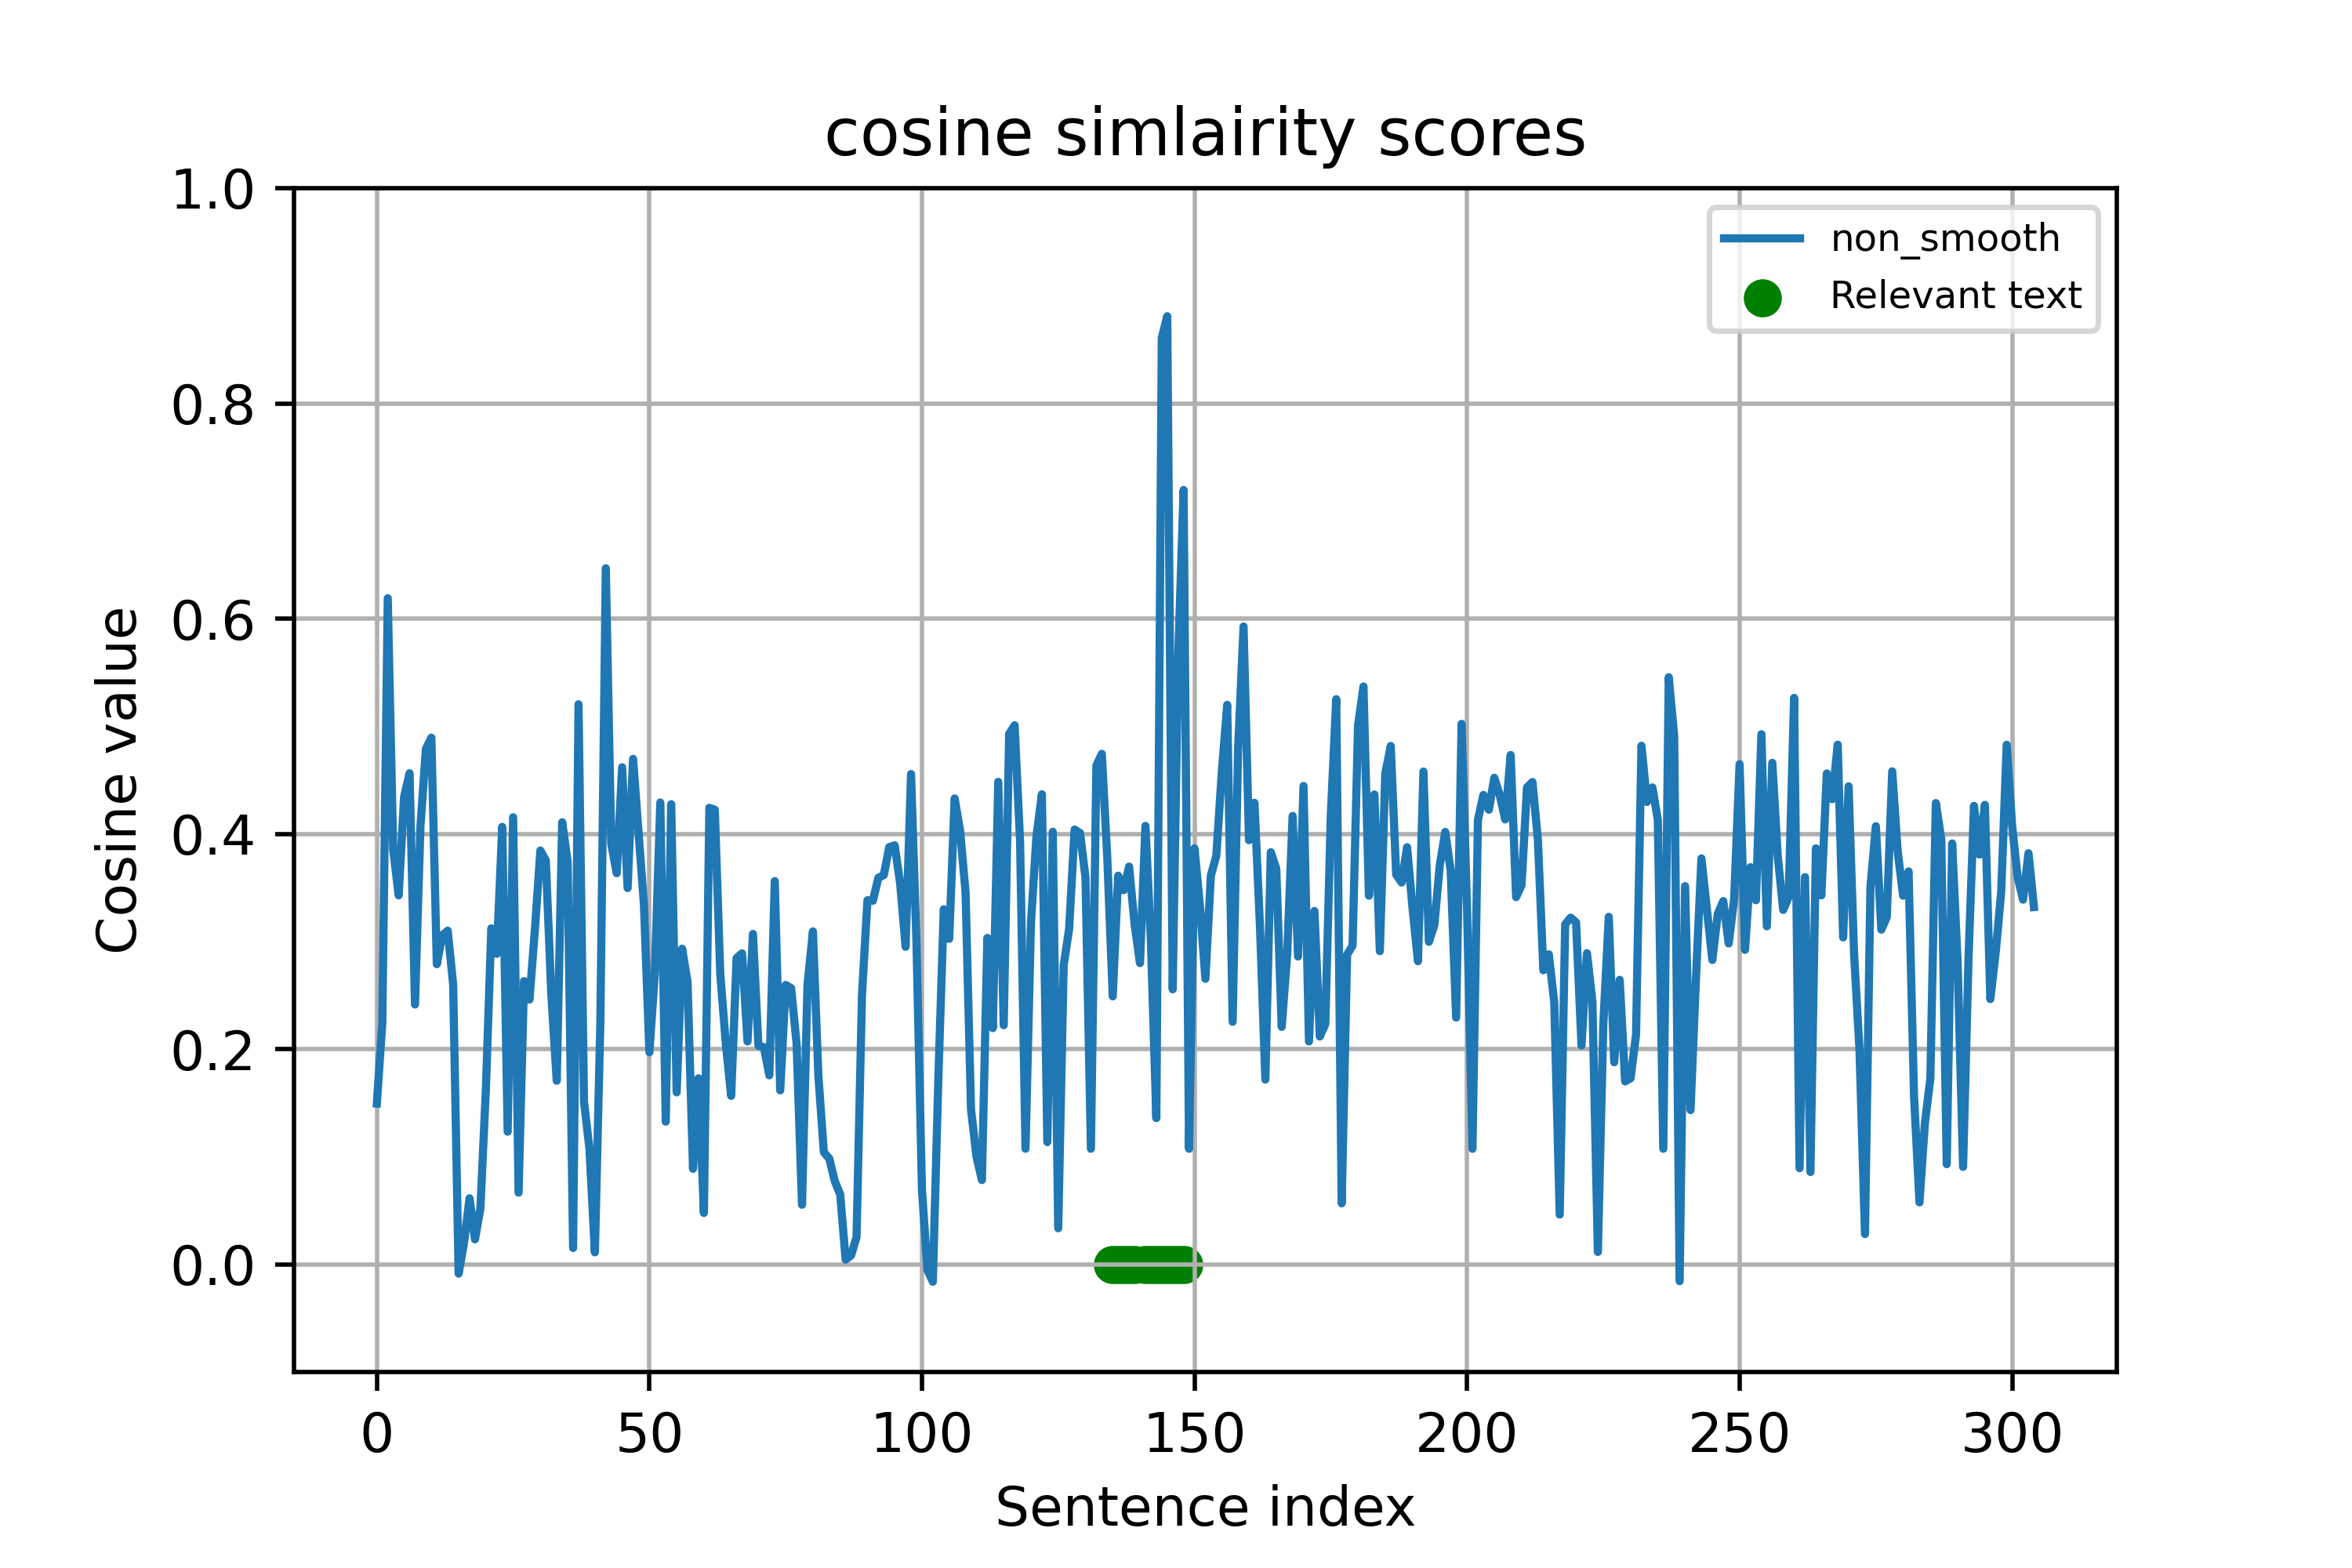 cosine simlairity scores
1.0
0.8
0.6
0.4
0.2
0.0
Cosine value
non_smooth
Relevant text
0 50 100 150 200 250 300
Sentence index